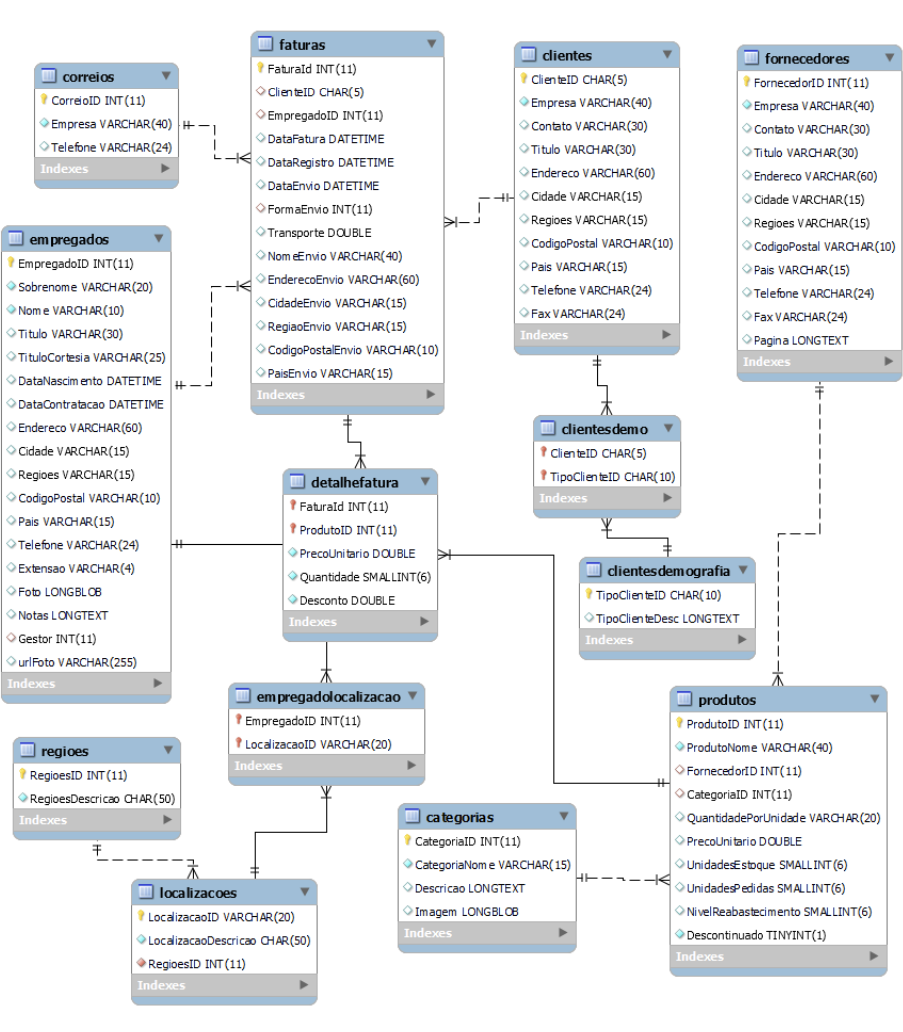 correios
CorreioID INT(11)
Empresa VARCHAR(40)
Telefone VARCHAR(24)
Indexes
faturas
FaturaId INT(11)
ClienteID CHAR(5)
EmpregadoID INT(11)
DataFatura DATETIME
DataRegistro DATETIME
DataEnvio DATETIME
FormaEnvio INT(11)
Transporte DOUBLE
NomeEnvio VARCHAR(40)
EnderecoEnvio VARCHAR(60)
CidadeEnvio VARCHAR(15)
RegiaoEnvio VARCHAR(15)
CodigoPostalEnvio VARCHAR(10)
PaisEnvio VARCHAR(15)
Indexes
clientes
ClienteID CHAR(5)
Empresa VARCHAR(40)
Contato VARCHAR(30)
Titulo VARCHAR(30)
Endereco VARCHAR(60)
Cidade VARCHAR(15)
Regioes VARCHAR(15)
CodigoPostal VARCHAR(10)
Pais VARCHAR(15)
Telefone VARCHAR(24)
Fax VARCHAR(24)
Indexes
fornecedores
FornecedorID INT(11)
Empresa VARCHAR(40)
Contato VARCHAR(30)
Titulo VARCHAR(30)
Endereco VARCHAR(60)
Cidade VARCHAR(15)
Regioes VARCHAR(15)
CodigoPostal VARCHAR(10)
Pais VARCHAR(15)
Telefone VARCHAR(24)
Fax VARCHAR(24)
Pagina LONGTEXT
Indexes
empregados
EmpregadoID INT(11)
Sobrenome VARCHAR(20)
Nome VARCHAR(10)
Titulo VARCHAR(30)
TituloCortesia VARCHAR(25)
DataNascimento DATETIME
DataContratacao DATETIME
Endereco VARCHAR(60)
Cidade VARCHAR(15)
Regioes VARCHAR(15)
CodigoPostal VARCHAR(10)
Pais VARCHAR(15)
Telefone VARCHAR(24)
Extensao VARCHAR(4)
Foto LONGBLOB
Notas LONGTEXT
Gestor INT(11)
urlFoto VARCHAR(255)
Indexes
clientesdemo
ClienteID CHAR(5)
TipoClienteID CHAR(10)
Indexes
detalhefatura
FaturaId INT(11)
ProdutoID INT(11)
PrecoUnitario DOUBLE
Quantidade SMALLINT(6)
Desconto DOUBLE
Indexes
clientesdemografia
TipoClienteID CHAR(10)
TipoClienteDesc LONGTEXT
Indexes
empregadolocalizacao
EmpregadoID INT(11)
LocalizacaoID VARCHAR(20)
Indexes
produtos
ProdutoID INT(11)
ProdutoNome VARCHAR(40)
FornecedorID INT(11)
CategoriaID INT(11)
QuantidadePorUnidade VARCHAR(20)
PrecoUnitario DOUBLE
UnidadesEstoque SMALLINT(6)
UnidadesPedidas SMALLINT(6)
NivelReabastecimento SMALLINT(6)
Descontinuado TINYINT(1)
Indexes
regioes
RegioesID INT(11)
RegioesDescricao CHAR(50)
Indexes
categorias
CategoriaID INT(11)
CategoriaNome VARCHAR(15)
Descricao LONGTEXT
Imagem LONGBLOB
Indexes
localizacoes
LocalizacaoID VARCHAR(20)
LocalizacaoDescricao CHAR(50)
RegioesID INT(11)
Indexes